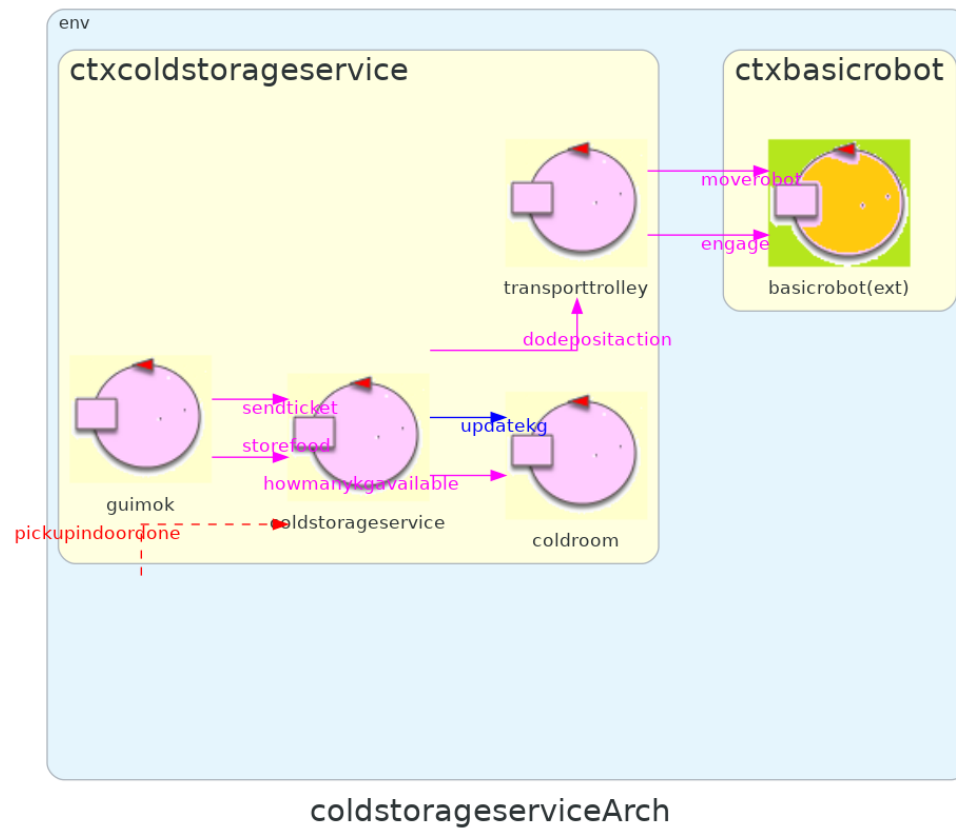 env
ctxcoldstorageservice
ctxbasicrobot
moverobot
engage
transporttrolley
basicrobot(ext)
dodepositaction
sendticket
updatekg
storefood
howmanykgavailable
guimok
coldstorageservice
pickupindoordone
coldroom
coldstorageserviceArch